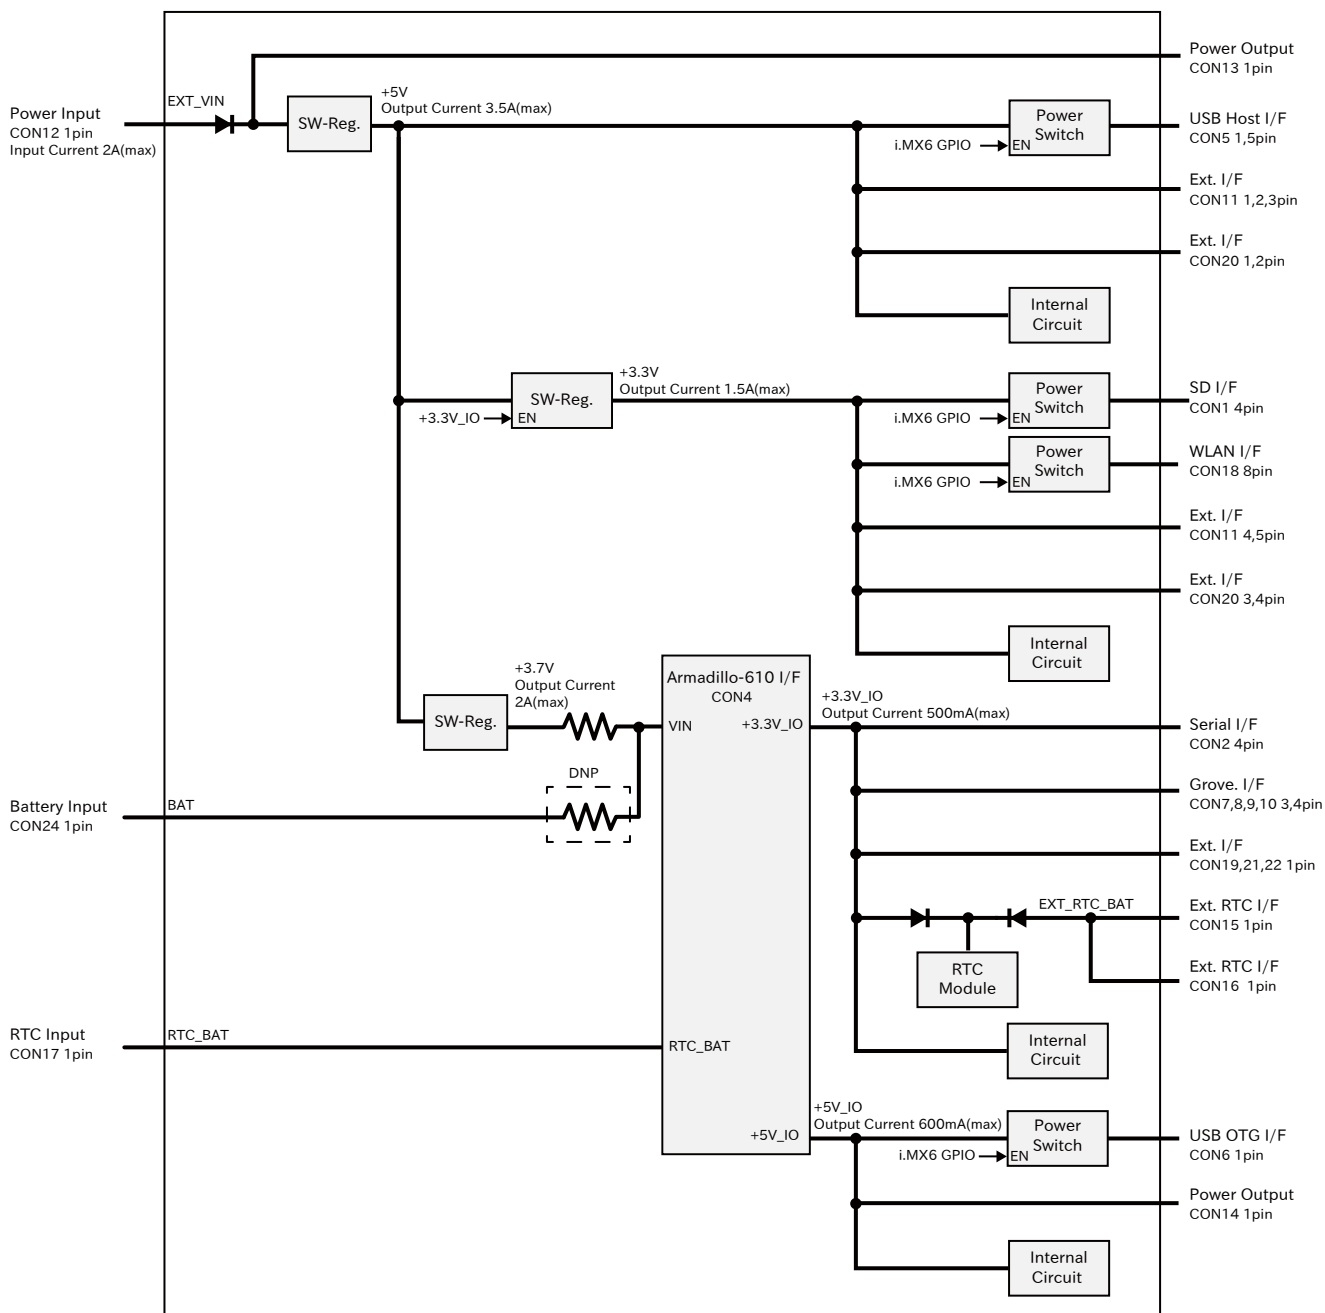 Power Output
CON13 1pin
EXT_VIN
+5V
Output Current 3.5A(max)
Power Input
CON12 1pin
Input Current 2A(max)
SW-Reg.
Power
Switch
i.MX6 GPIO
EN
USB Host I/F
CON5 1,5pin
Ext. I/F
CON11 1,2,3pin
Ext. I/F
CON20 1,2pin
Internal
Circuit
+3.3V
Output Current 1.5A(max)
SW-Reg.
+3.3V_IO
EN
Power
Switch
i.MX6 GPIO
EN
SD I/F
CON1 4pin
Power
Switch
i.MX6 GPIO
EN
WLAN I/F
CON18 8pin
Ext. I/F
CON11 4,5pin
Ext. I/F
CON20 3,4pin
Internal
Circuit
+3.7V
Output Current
2A(max)
SW-Reg.
Armadillo-610 I/F
CON4
VIN
+3.3V_IO
+3.3V_IO
Output Current 500mA(max)
Serial I/F
CON2 4pin
DNP
Battery Input
CON24 1pin
BAT
Grove. I/F
CON7,8,9,10 3,4pin
Ext. I/F
CON19,21,22 1pin
EXT_RTC_BAT
Ext. RTC I/F
CON15 1pin
RTC
Module
Ext. RTC I/F
CON16 1pin
RTC Input
CON17 1pin
RTC_BAT
RTC_BAT
Internal
Circuit
+5V_IO
+5V_IO
Output Current 600mA(max)
Power
Switch
i.MX6 GPIO
EN
USB OTG I/F
CON6 1pin
Power Output
CON14 1pin
Internal
Circuit